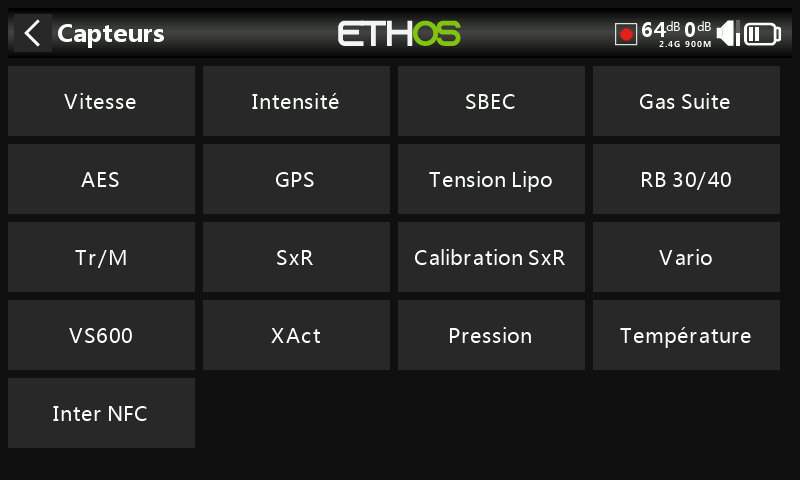 Capteurs
ETHOS
64dB 0dB
2.4G 900M
Vitesse
Intensité
SBEC
Gas Suite
AES
GPS
Tension Lipo
RB 30/40
Tr/M
SxR
Calibration SxR
Vario
VS600
XAct
Pression
Température
Inter NFC